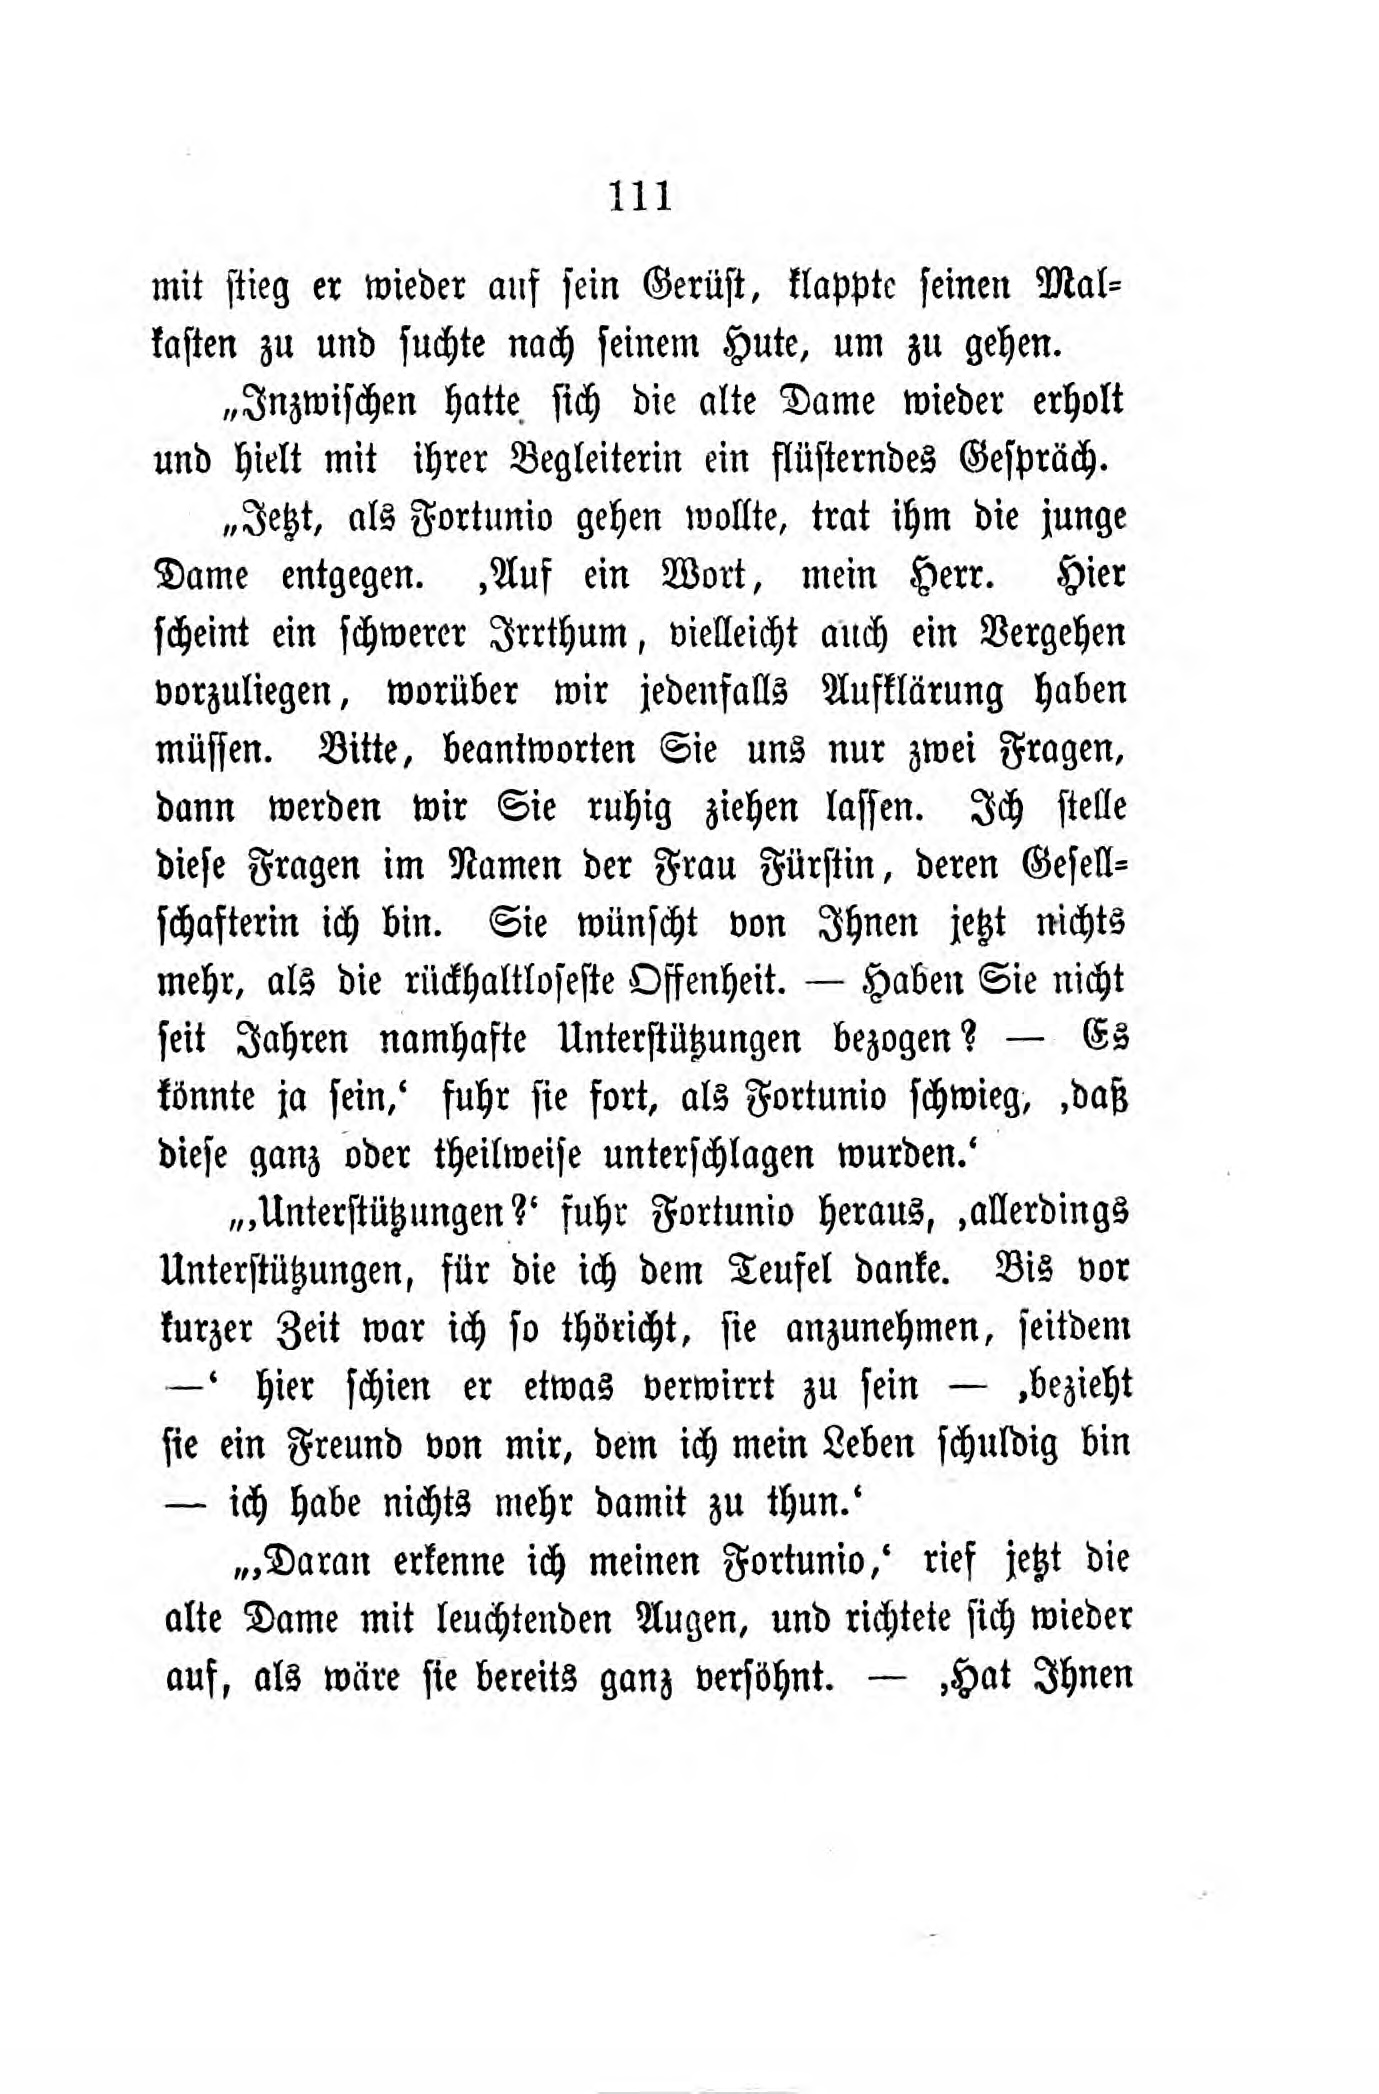 111
mit stieg er wieder auf sein Gerüst, klappte seinen Mal=
kasten zu und suchte nach seinem Hute, um zu gehen.
„Inzwischen hatte sich die alte Dame wieder erholt
und hielt mit ihrer Begleiterin ein flüsterndes Gespräch.
„Jetzt, als Fortunio gehen wollte, trat ihm die junge
Dame entgegen. ‚Auf ein Wort, mein Herr. Hier
scheint ein schwerer Irrthum, vielleicht auch ein Vergehen
vorzuliegen, worüber wir jedenfalls Aufklärung haben
müssen. Bitte, beantworten Sie uns nur zwei Fragen,
dann werden wir Sie ruhig ziehen lassen. Ich stelle
diese Fragen im Namen der Frau Fürstin, deren Gesell=
schafterin ich bin. Sie wünscht von Ihnen jetzt nichts
mehr, als die rückhaltloseste Offenheit. — Haben Sie nicht
seit Jahren namhafte Unterstützungen bezogen? — Es
könnte ja sein,‘ fuhr sie fort, als Fortunio schwieg, ‚daß
diese ganz oder theilweise unterschlagen wurden.‘
„‚Unterstützungen?‘ fuhr Fortunio heraus, ‚allerdings
Unterstützungen, für die ich dem Teufel danke. Bis vor
kurzer Zeit war ich so thöricht, sie anzunehmen, seitdem
—‘ hier schien er etwas verwirrt zu sein — ‚bezieht
sie ein Freund von mir, dem ich mein Leben schuldig bin
— ich habe nichts mehr damit zu thun.‘
„‚Daran erkenne ich meinen Fortunio,‘ rief jetzt die
alte Dame mit leuchtenden Augen, und richtete sich wieder
auf, als wäre sie bereits ganz versöhnt. — ‚Hat Ihnen